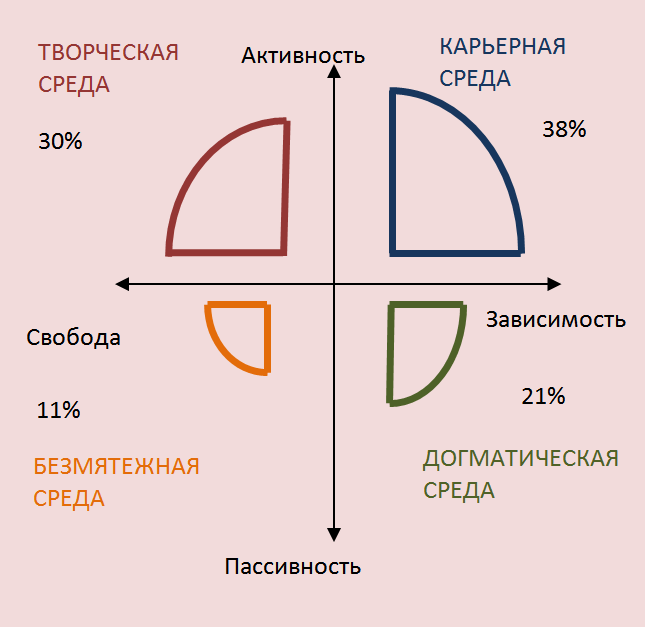 ТВОРЧЕСКАЯ
СРЕДА
30%
Активность
КАРЬЕРНАЯ
СРЕДА
38%
Свобода
Зависимость
11%
БЕЗМЯТЕЖНАЯ
СРЕДА
21%
ДОГМАТИЧЕСКАЯ
СРЕДА
Пассивность